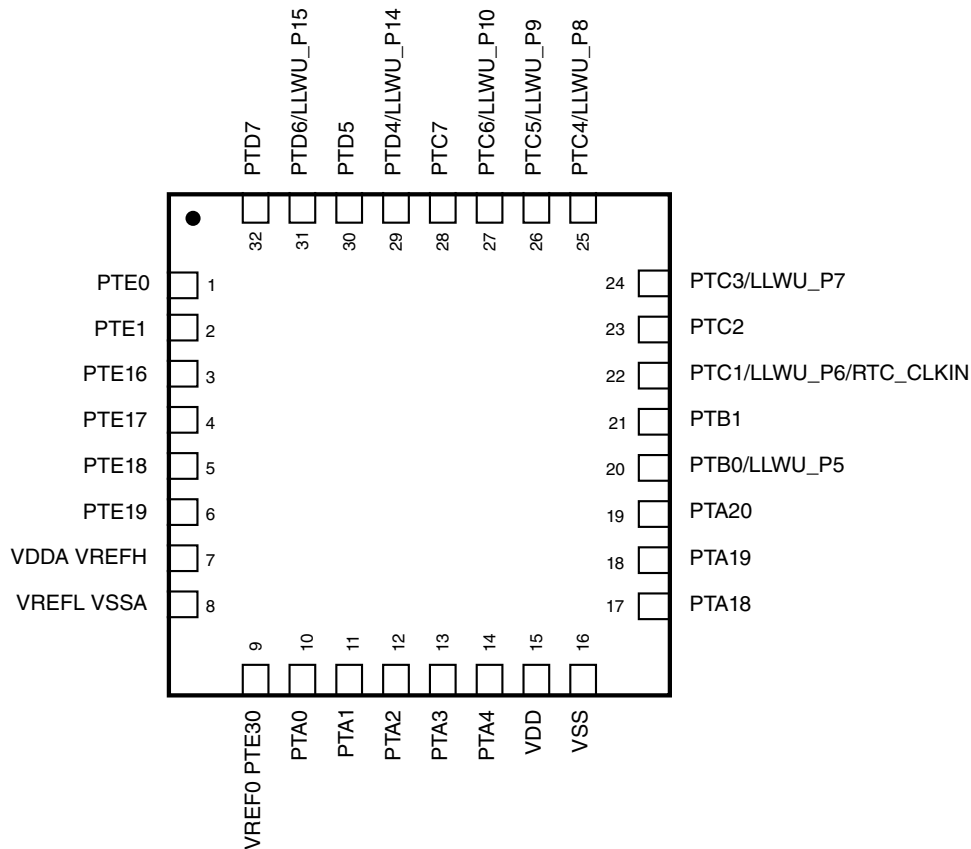 PTD7
PTD6/LLWU_P15
PTD5
PTD4/LLWU_P14
PTC7
PTC6/LLWU_P10
PTC5/LLWU_P9
PTC4/LLWU_P8
32
31
30
29
28
27
26
25
PTE0
1
PTE1
2
PTE16
3
PTE17
4
PTE18
5
PTE19
6
VDDA VREFH
7
VREFL VSSA
8
24
PTC3/LLWU_P7
23
PTC2
22
PTC1/LLWU_P6/RTC_CLKIN
21
PTB1
20
PTB0/LLWU_P5
19
PTA20
18
PTA19
17
PTA18
9
10
11
12
13
14
15
16
VREF0 PTE30
PTA0
PTA1
PTA2
PTA3
PTA4
VDD
VSS